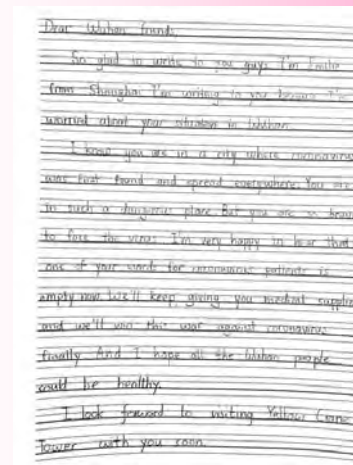 Dear Wuhan friends,
So glad to write to you guys. I'm Emilie
from Shanghai. I'm writing to you because I'm
worried about your situation in Wuhan.
I know you are in a city where coronavirus
was first found and spread everywhere. You are
in such a dangerous place. But you are so brave
to face the virus. I'm very happy to hear that
one of your wards for coronavirus patients is
empty now. We'll keep giving you medical supplies
and we'll win this war against coronavirus
finally. And I hope all the Wuhan people
could be healthy.
I look forward to visiting Yellow Crane
Tower with you soon.